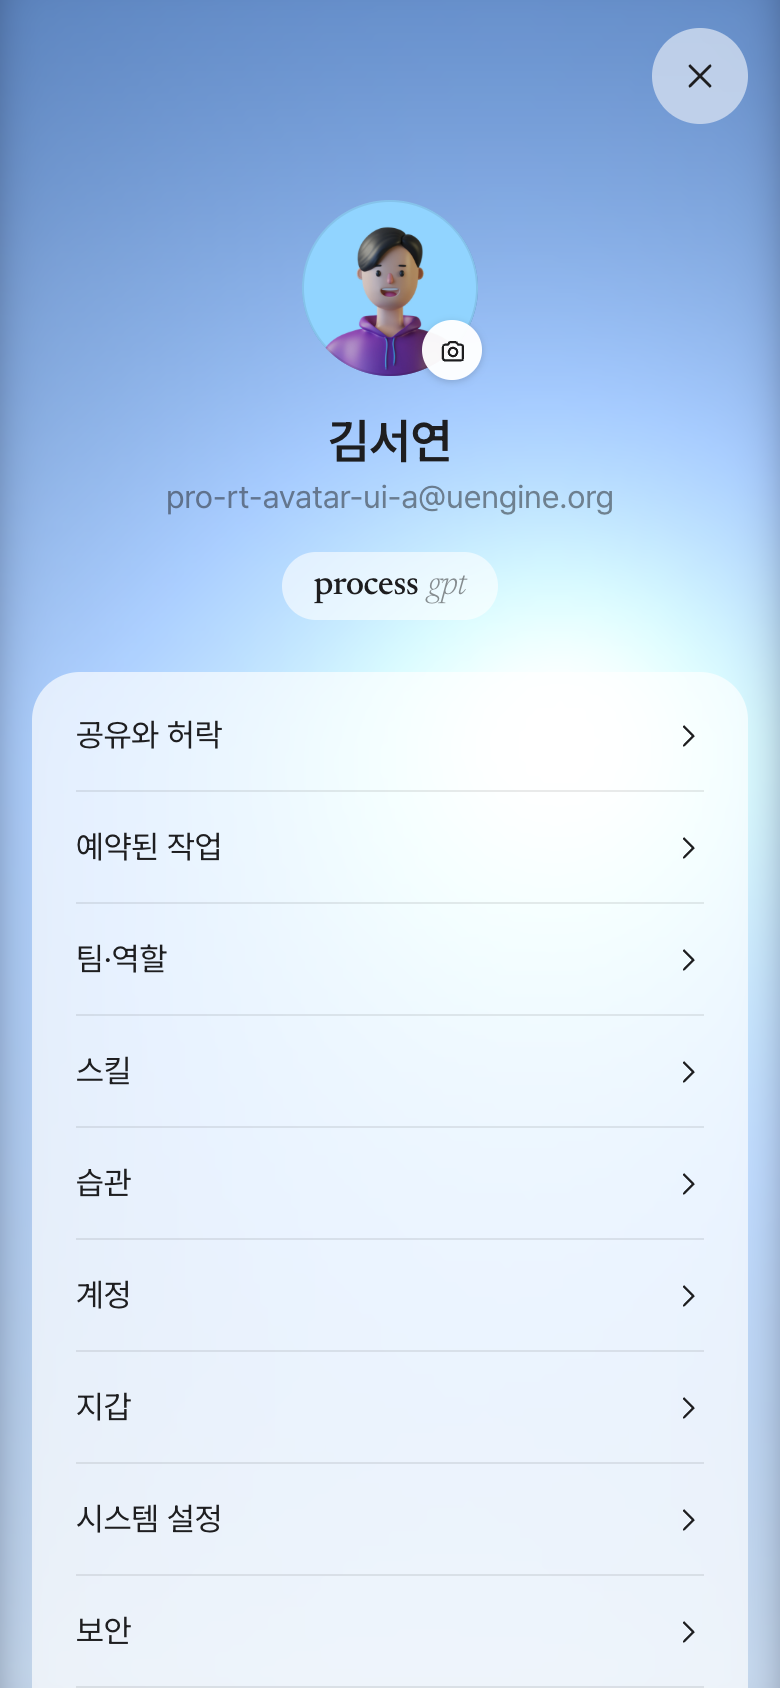 김서연
pro-rt-avatar-ui-a@uengine.org
process gpt
공유와 허락
예약된 작업
팀·역할
스킬
습관
계정
지갑
시스템 설정
보안